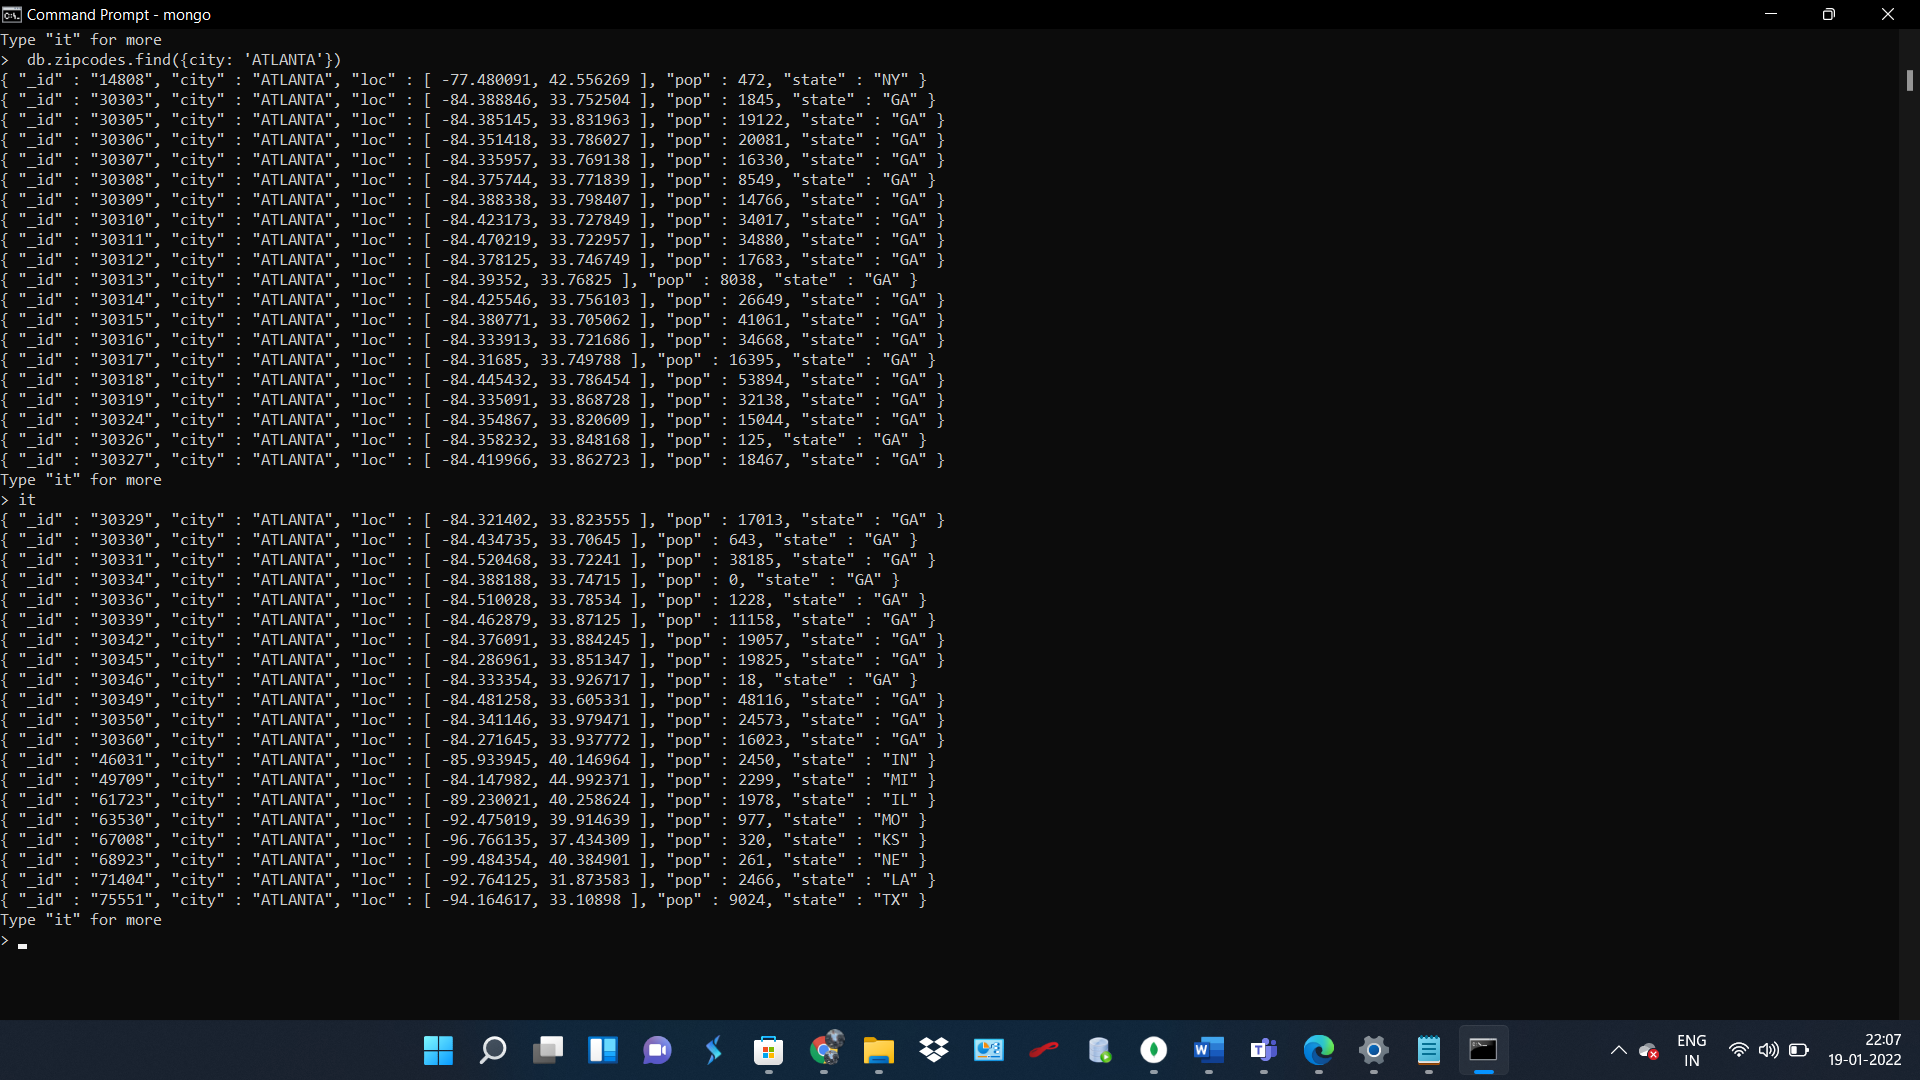 Command Prompt - mongo
Type "it" for more
>  db.zipcodes.find({city: 'ATLANTA'})
{ "_id" : "14808", "city" : "ATLANTA", "loc" : [ -77.480091, 42.556269 ], "pop" : 472, "state" : "NY" }
{ "_id" : "30303", "city" : "ATLANTA", "loc" : [ -84.388846, 33.752504 ], "pop" : 1845, "state" : "GA" }
{ "_id" : "30305", "city" : "ATLANTA", "loc" : [ -84.385145, 33.831963 ], "pop" : 19122, "state" : "GA" }
{ "_id" : "30306", "city" : "ATLANTA", "loc" : [ -84.351418, 33.786027 ], "pop" : 20081, "state" : "GA" }
{ "_id" : "30307", "city" : "ATLANTA", "loc" : [ -84.335957, 33.769138 ], "pop" : 16330, "state" : "GA" }
{ "_id" : "30308", "city" : "ATLANTA", "loc" : [ -84.375744, 33.771839 ], "pop" : 8549, "state" : "GA" }
{ "_id" : "30309", "city" : "ATLANTA", "loc" : [ -84.388338, 33.798407 ], "pop" : 14766, "state" : "GA" }
{ "_id" : "30310", "city" : "ATLANTA", "loc" : [ -84.423173, 33.727849 ], "pop" : 34017, "state" : "GA" }
{ "_id" : "30311", "city" : "ATLANTA", "loc" : [ -84.470219, 33.722957 ], "pop" : 34880, "state" : "GA" }
{ "_id" : "30312", "city" : "ATLANTA", "loc" : [ -84.378125, 33.746749 ], "pop" : 17683, "state" : "GA" }
{ "_id" : "30313", "city" : "ATLANTA", "loc" : [ -84.39352, 33.76825 ], "pop" : 8038, "state" : "GA" }
{ "_id" : "30314", "city" : "ATLANTA", "loc" : [ -84.425546, 33.756103 ], "pop" : 26649, "state" : "GA" }
{ "_id" : "30315", "city" : "ATLANTA", "loc" : [ -84.380771, 33.705062 ], "pop" : 41061, "state" : "GA" }
{ "_id" : "30316", "city" : "ATLANTA", "loc" : [ -84.333913, 33.721686 ], "pop" : 34668, "state" : "GA" }
{ "_id" : "30317", "city" : "ATLANTA", "loc" : [ -84.31685, 33.749788 ], "pop" : 16395, "state" : "GA" }
{ "_id" : "30318", "city" : "ATLANTA", "loc" : [ -84.445432, 33.786454 ], "pop" : 53894, "state" : "GA" }
{ "_id" : "30319", "city" : "ATLANTA", "loc" : [ -84.335091, 33.868728 ], "pop" : 32138, "state" : "GA" }
{ "_id" : "30324", "city" : "ATLANTA", "loc" : [ -84.354867, 33.820609 ], "pop" : 15044, "state" : "GA" }
{ "_id" : "30326", "city" : "ATLANTA", "loc" : [ -84.358232, 33.848168 ], "pop" : 125, "state" : "GA" }
{ "_id" : "30327", "city" : "ATLANTA", "loc" : [ -84.419966, 33.862723 ], "pop" : 18467, "state" : "GA" }
Type "it" for more
> it
{ "_id" : "30329", "city" : "ATLANTA", "loc" : [ -84.321402, 33.823555 ], "pop" : 17013, "state" : "GA" }
{ "_id" : "30330", "city" : "ATLANTA", "loc" : [ -84.434735, 33.70645 ], "pop" : 643, "state" : "GA" }
{ "_id" : "30331", "city" : "ATLANTA", "loc" : [ -84.520468, 33.72241 ], "pop" : 38185, "state" : "GA" }
{ "_id" : "30334", "city" : "ATLANTA", "loc" : [ -84.388188, 33.74715 ], "pop" : 0, "state" : "GA" }
{ "_id" : "30336", "city" : "ATLANTA", "loc" : [ -84.510028, 33.78534 ], "pop" : 1228, "state" : "GA" }
{ "_id" : "30339", "city" : "ATLANTA", "loc" : [ -84.462879, 33.87125 ], "pop" : 11158, "state" : "GA" }
{ "_id" : "30342", "city" : "ATLANTA", "loc" : [ -84.376091, 33.884245 ], "pop" : 19057, "state" : "GA" }
{ "_id" : "30345", "city" : "ATLANTA", "loc" : [ -84.286961, 33.851347 ], "pop" : 19825, "state" : "GA" }
{ "_id" : "30346", "city" : "ATLANTA", "loc" : [ -84.333354, 33.926717 ], "pop" : 18, "state" : "GA" }
{ "_id" : "30349", "city" : "ATLANTA", "loc" : [ -84.481258, 33.605331 ], "pop" : 48116, "state" : "GA" }
{ "_id" : "30350", "city" : "ATLANTA", "loc" : [ -84.341146, 33.979471 ], "pop" : 24573, "state" : "GA" }
{ "_id" : "30360", "city" : "ATLANTA", "loc" : [ -84.271645, 33.937772 ], "pop" : 16023, "state" : "GA" }
{ "_id" : "46031", "city" : "ATLANTA", "loc" : [ -85.933945, 40.146964 ], "pop" : 2450, "state" : "IN" }
{ "_id" : "49709", "city" : "ATLANTA", "loc" : [ -84.147982, 44.992371 ], "pop" : 2299, "state" : "MI" }
{ "_id" : "61723", "city" : "ATLANTA", "loc" : [ -89.230021, 40.258624 ], "pop" : 1978, "state" : "IL" }
{ "_id" : "63530", "city" : "ATLANTA", "loc" : [ -92.475019, 39.914639 ], "pop" : 977, "state" : "MO" }
{ "_id" : "67008", "city" : "ATLANTA", "loc" : [ -96.766135, 37.434309 ], "pop" : 320, "state" : "KS" }
{ "_id" : "68923", "city" : "ATLANTA", "loc" : [ -99.484354, 40.384901 ], "pop" : 261, "state" : "NE" }
{ "_id" : "71404", "city" : "ATLANTA", "loc" : [ -92.764125, 31.873583 ], "pop" : 2466, "state" : "LA" }
{ "_id" : "75551", "city" : "ATLANTA", "loc" : [ -94.164617, 33.10898 ], "pop" : 9024, "state" : "TX" }
Type "it" for more
>
ENG
IN
22:07
19-01-2022